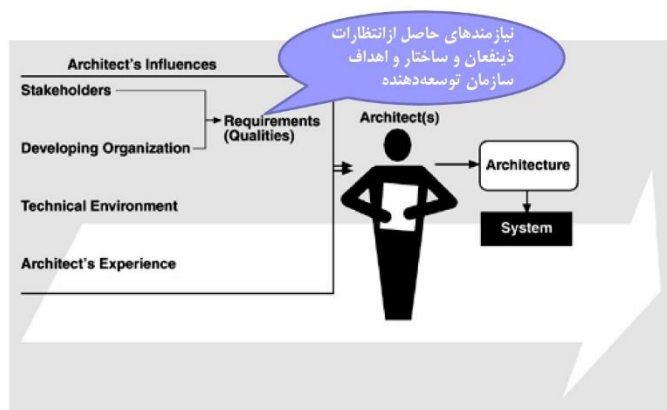 نیازمندهای حاصل ازانتظارات
ذینفعان و ساختار و اهداف
سازمان توسعه‌دهنده
Architect's Influences
Stakeholders
Requirements
(Qualities)
Developing Organization
Technical Environment
Architect's Experience
Architect(s)
Architecture
System